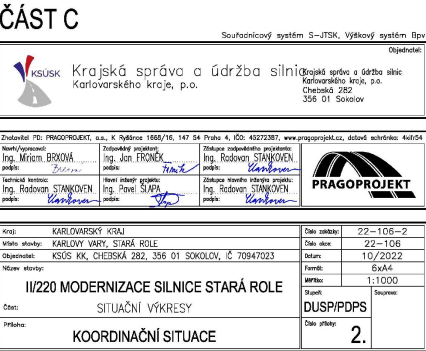 ČÁST C
Souřadnicový systém S-JTSK, Výškový systém Bpv
Objednatel:
KSÚSK Krajská správa a údržba silnic
Karlovarského kraje, p.o.
Krajská správa a údržba silnic
Karlovarského kraje, p.o.
Chebská 282
356 01 Sokolov
Zhotovitel PD: PRAGOPROJEKT, a.s., K Ryšánce 1668/16, 147 54 Praha 4, IČO: 45272387, www.pragoprojekt.cz, datová schránka: 4kifr54
Navrhl/vypracoval: Zodpovědný projektant: Zástupce zodpovědného projektanta:
Ing. Miriam BRXOVÁ Ing. Jan FRONĚK Ing. Radovan STANKOVEN
podpis: podpis: podpis:
Technická kontrola: Hlavní inženýr projektu: Zástupce hlavního inženýra projektu:
Ing. Radovan STANKOVEN Ing. Pavel ŠLAPA Ing. Radovan STANKOVEN
podpis: podpis: podpis:
PRAGOPROJEKT
Kraj: KARLOVARSKÝ KRAJ
Místo stavby: KARLOVY VARY, STARÁ ROLE
Objednatel: KSÚS KK, CHEBSKÁ 282, 356 01 SOKOLOV, IČ 70947023
Název stavby:
II/220 MODERNIZACE SILNICE STARÁ ROLE
Část: SITUAČNÍ VÝKRESY
Příloha:
KOORDINAČNÍ SITUACE
Číslo zakázky: 22-106-2
Číslo akce: 22-106
Datum: 10/2022
Formát: 6xA4
Měřítko: 1:1000
Stupeň: Souprava:
DUSP/PDPS
Číslo přílohy:
2.